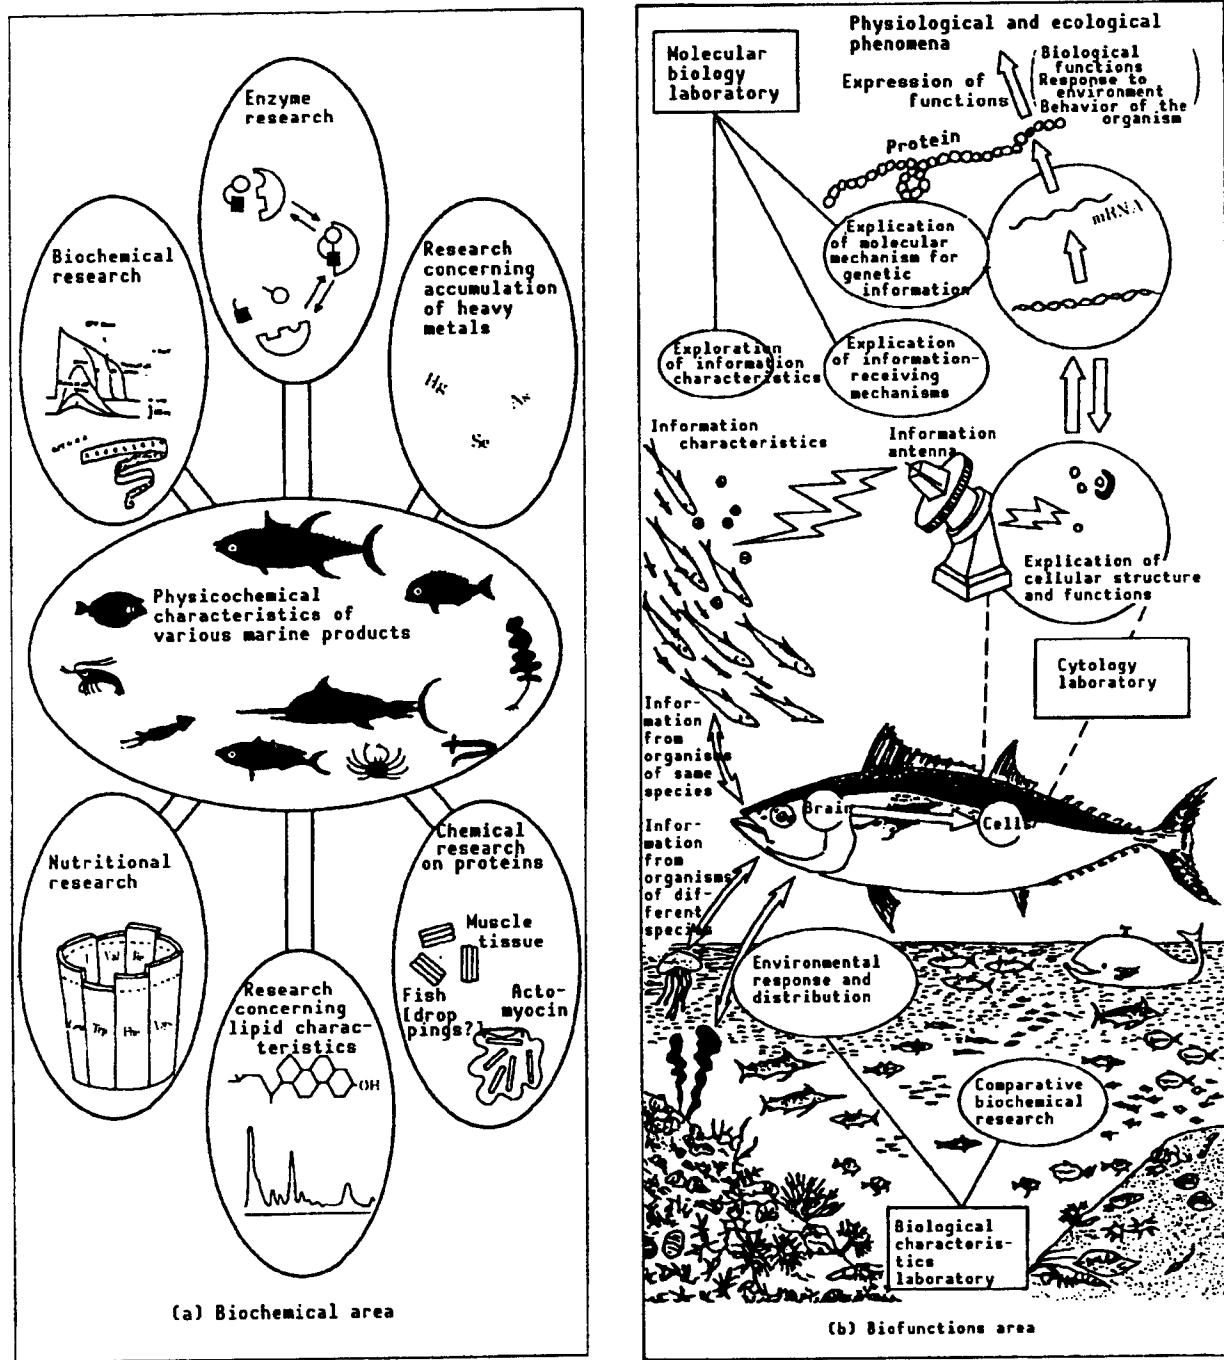 Enzyme
research
Biochemical
research
Research
concerning
accumulation
of heavy
metals
Hg
As
Se
Physicochemical
characteristics of
various marine products
Nutritional
research
Val
Trp
Research
concerning
lipid charac-
teristics
OH
Chemical
research
on proteins
Muscle
tissue
Fish
[drop
pings?]
Acto-
myocin
(a) Biochemical area
Molecular
biology
laboratory
Physiological and ecological
phenomena
Expression of
functions
Biological
functions
Response to
environment
Behavior of the
organism
Protein
mRNA
Explication
of molecular
mechanism for
genetic
information
Exploration
of information
characteristics
Explication
of information-
receiving
mechanisms
Information
characteristics
Information
antenna
Explication of
cellular structure
and functions
Cytology
laboratory
Infor-
mation
from
organisms
of same
species
Brain
Cells
Infor-
mation
from
organisms
of dif-
ferent
species
Environmental
response and
distribution
Comparative
biochemical
research
Biological
characteris-
tics
laboratory
(b) Biofunctions area